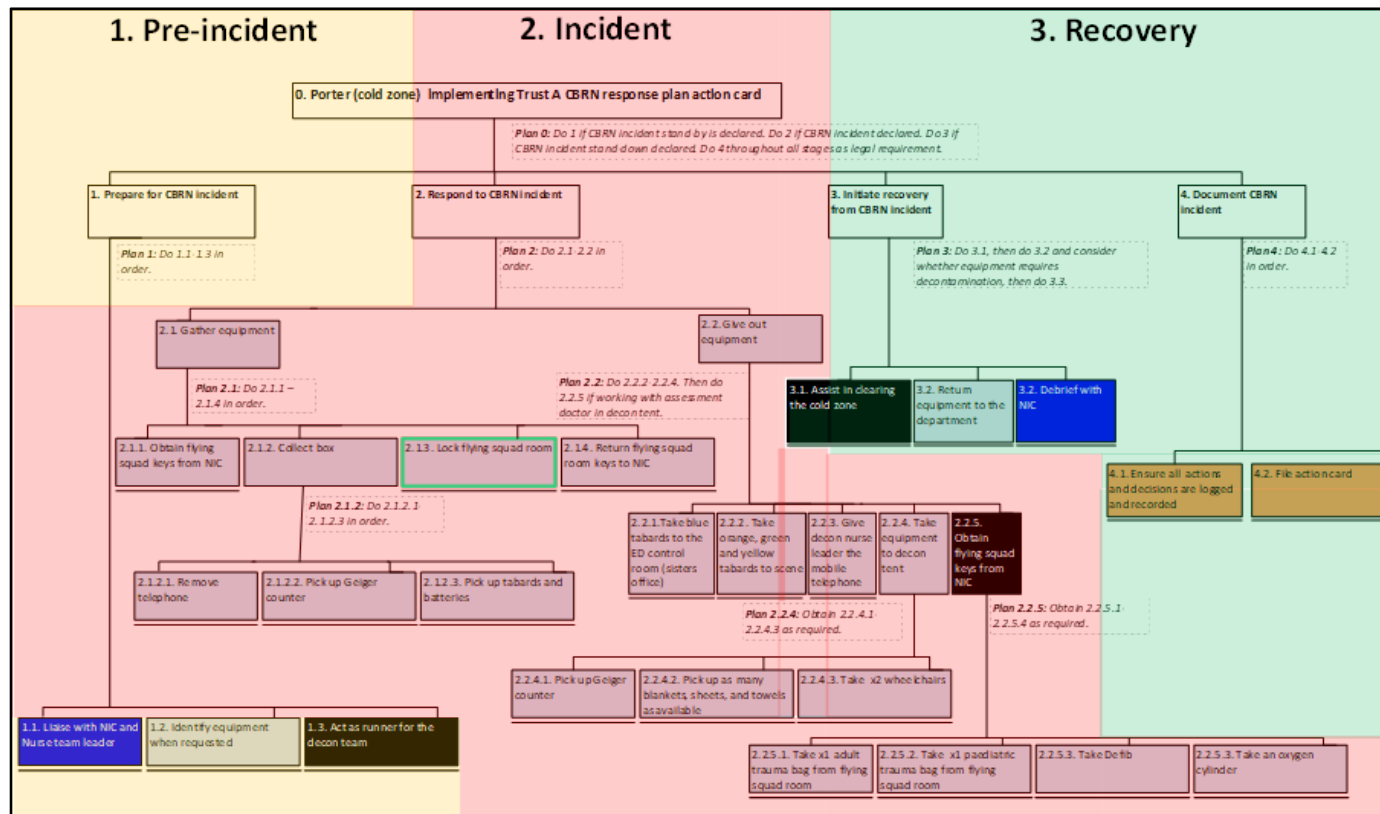 1. Pre-incident
2. Incident
3. Recovery
0. Porter (cold zone) Implementing Trust A CBRN response plan action card
Plan 0: Do 1 if CBRN incident stand-by is declared. Do 2 if CBRN incident declared. Do 3 if
CBRN incident stand-down declared. Do 4 throughout all stages as legal requirement.
1. Prepare for CBRN incident
2. Respond to CBRN incident
3. Initiate recovery
from CBRN incident
4. Document CBRN
incident
Plan 1: Do 1.1-1.3 in
order.
Plan 2: Do 2.1-2.2 in
order.
Plan 3: Do 3.1, then do 3.2 and consider
whether equipment requires
decontamination, then do 3.3.
Plan 4: Do 4.1-4.2
in order.
2.1. Gather equipment
2.2. Give out
equipment
Plan 2.1: Do 2.1.1 –
2.1.4 in order.
Plan 2.2: Do 2.2.2-2.2.4. Then do
2.2.5 if working with assessment
doctor in decon tent.
3.1. Assist in clearing
the cold zone
3.2. Return
equipment to the
department
3.2. Debrief with
NIC
2.1.1. Obtain flying
squad keys from NIC
2.1.2. Collect box
2.1.3. Lock flying squad room
2.1.4. Return flying squad
room keys to NIC
4.1. Ensure all actions
and decisions are logged
and recorded
4.2. File action card
Plan 2.1.2: Do 2.1.2.1-
2.1.2.3 in order.
2.2.1. Take blue
tabards to the
ED control
room (sisters
office)
2.2.2. Take
orange, green
and yellow
tabards to scene
2.2.3. Give
decon nurse
leader the
mobile
telephone
2.2.4. Take
equipment
to decon
tent
2.2.5.
Obtain
flying squad
keys from
NIC
2.1.2.1. Remove
telephone
2.1.2.2. Pick up Geiger
counter
2.1.2.3. Pick up tabards and
batteries
Plan 2.2.4: Obtain 2.2.4.1-
2.2.4.3 as required.
Plan 2.2.5: Obtain 2.2.5.1-
2.2.5.4 as required.
2.2.4.1. Pick up Geiger
counter
2.2.4.2. Pick up as many
blankets, sheets, and towels
as available
2.2.4.3. Take x2 wheelchairs
1.1. Liaise with NIC and
Nurse team leader
1.2. Identify equipment
when requested
1.3. Act as runner for the
decon team
2.2.5.1. Take x1 adult
trauma bag from flying
squad room
2.2.5.2. Take x1 paediatric
trauma bag from flying
squad room
2.2.5.3. Take Defib
2.2.5.3. Take an oxygen
cylinder